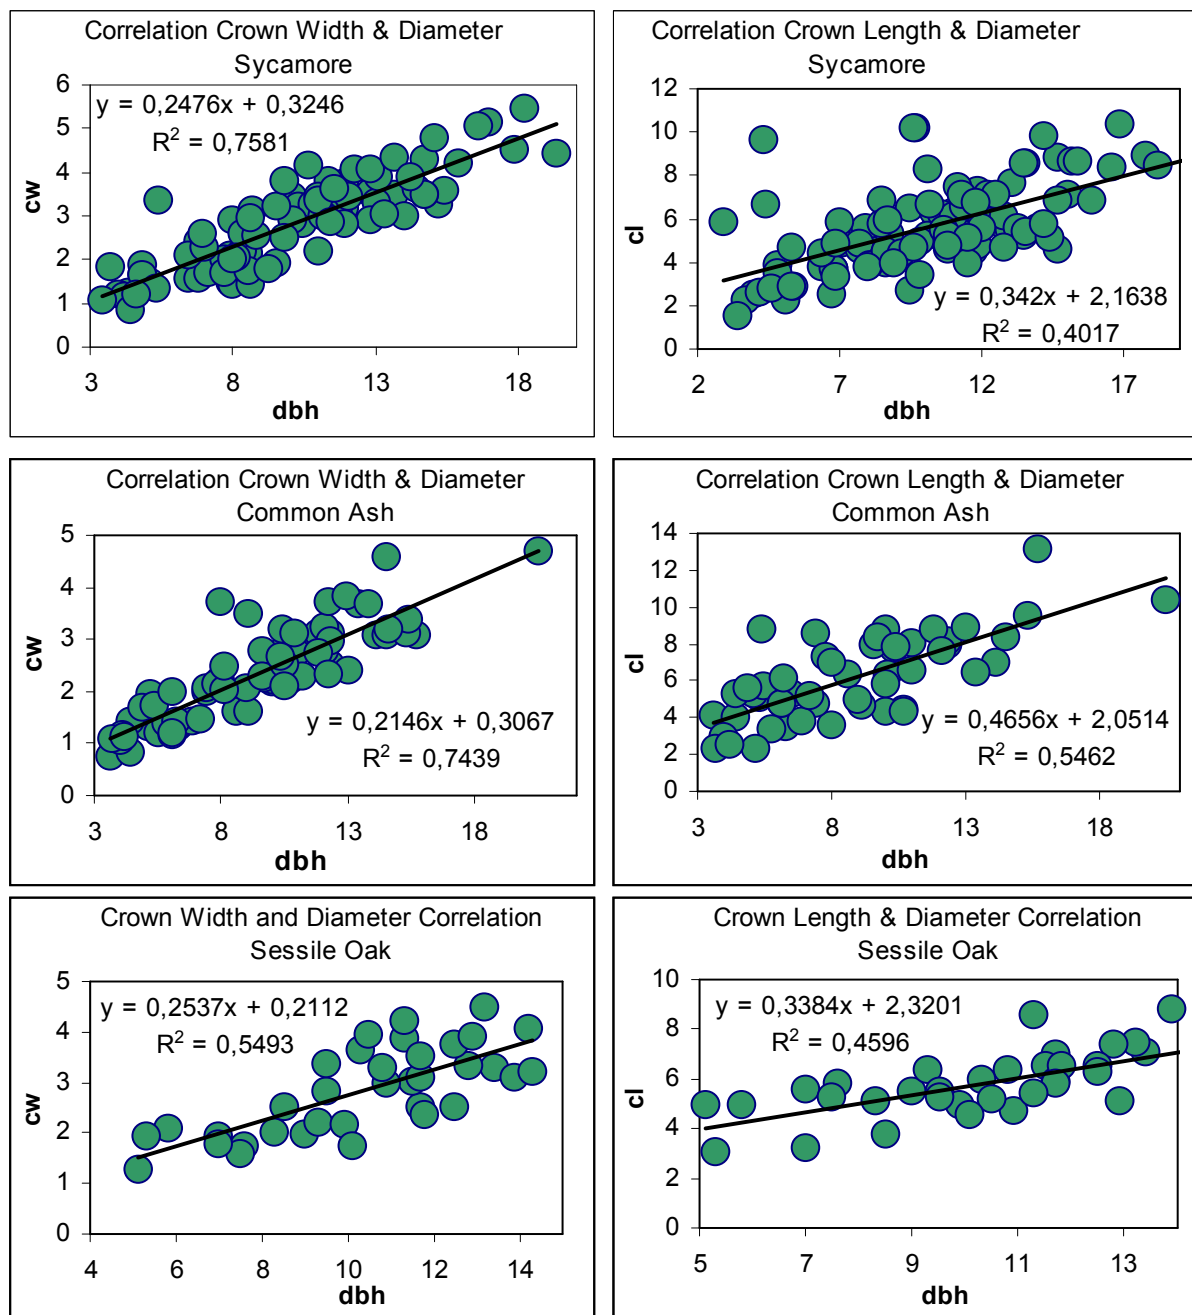 Correlation Crown Width & Diameter
Sycamore
y = 0,2476x + 0,3246
R² = 0,7581
cw
6
5
4
3
2
1
0
3 8 13 18
dbh
Correlation Crown Length & Diameter
Sycamore
cl
12
10
8
6
4
2
0
y = 0,342x + 2,1638
R² = 0,4017
2 7 12 17
dbh
Correlation Crown Width & Diameter
Common Ash
cw
5
4
3
2
1
0
y = 0,2146x + 0,3067
R² = 0,7439
3 8 13 18
dbh
Correlation Crown Length & Diameter
Common Ash
cl
14
12
10
8
6
4
2
0
y = 0,4656x + 2,0514
R² = 0,5462
3 8 13 18
dbh
Crown Width and Diameter Correlation
Sessile Oak
y = 0,2537x + 0,2112
R² = 0,5493
cw
5
4
3
2
1
0
4 6 8 10 12 14
dbh
Crown Length & Diameter Correlation
Sessile Oak
y = 0,3384x + 2,3201
R² = 0,4596
cl
10
8
6
4
2
0
5 7 9 11 13
dbh